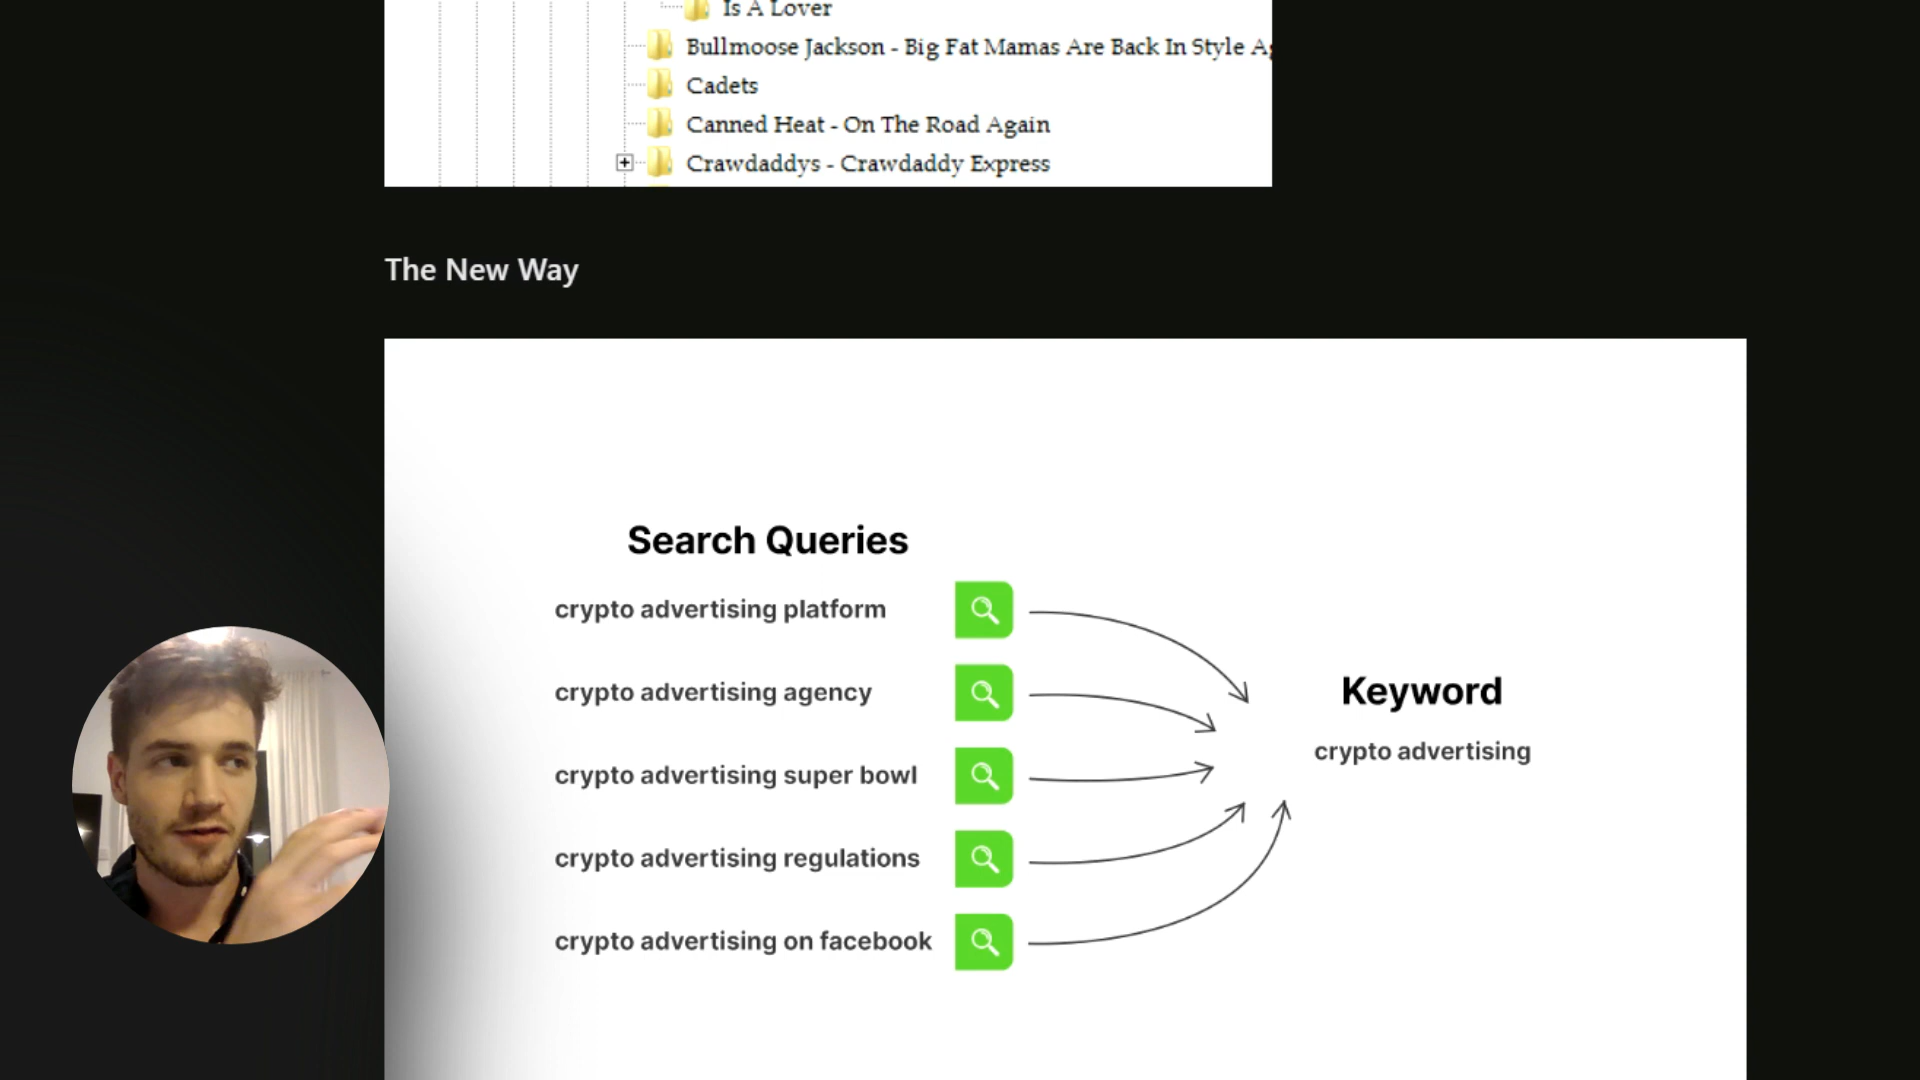 Is A Lover
Bullmoose Jackson - Big Fat Mamas Are Back In Style
Cadets
Canned Heat - On The Road Again
Crawdaddys - Crawdaddy Express
The New Way
Search Queries
crypto advertising platform
crypto advertising agency
crypto advertising super bowl
crypto advertising regulations
crypto advertising on facebook
Keyword
crypto advertising